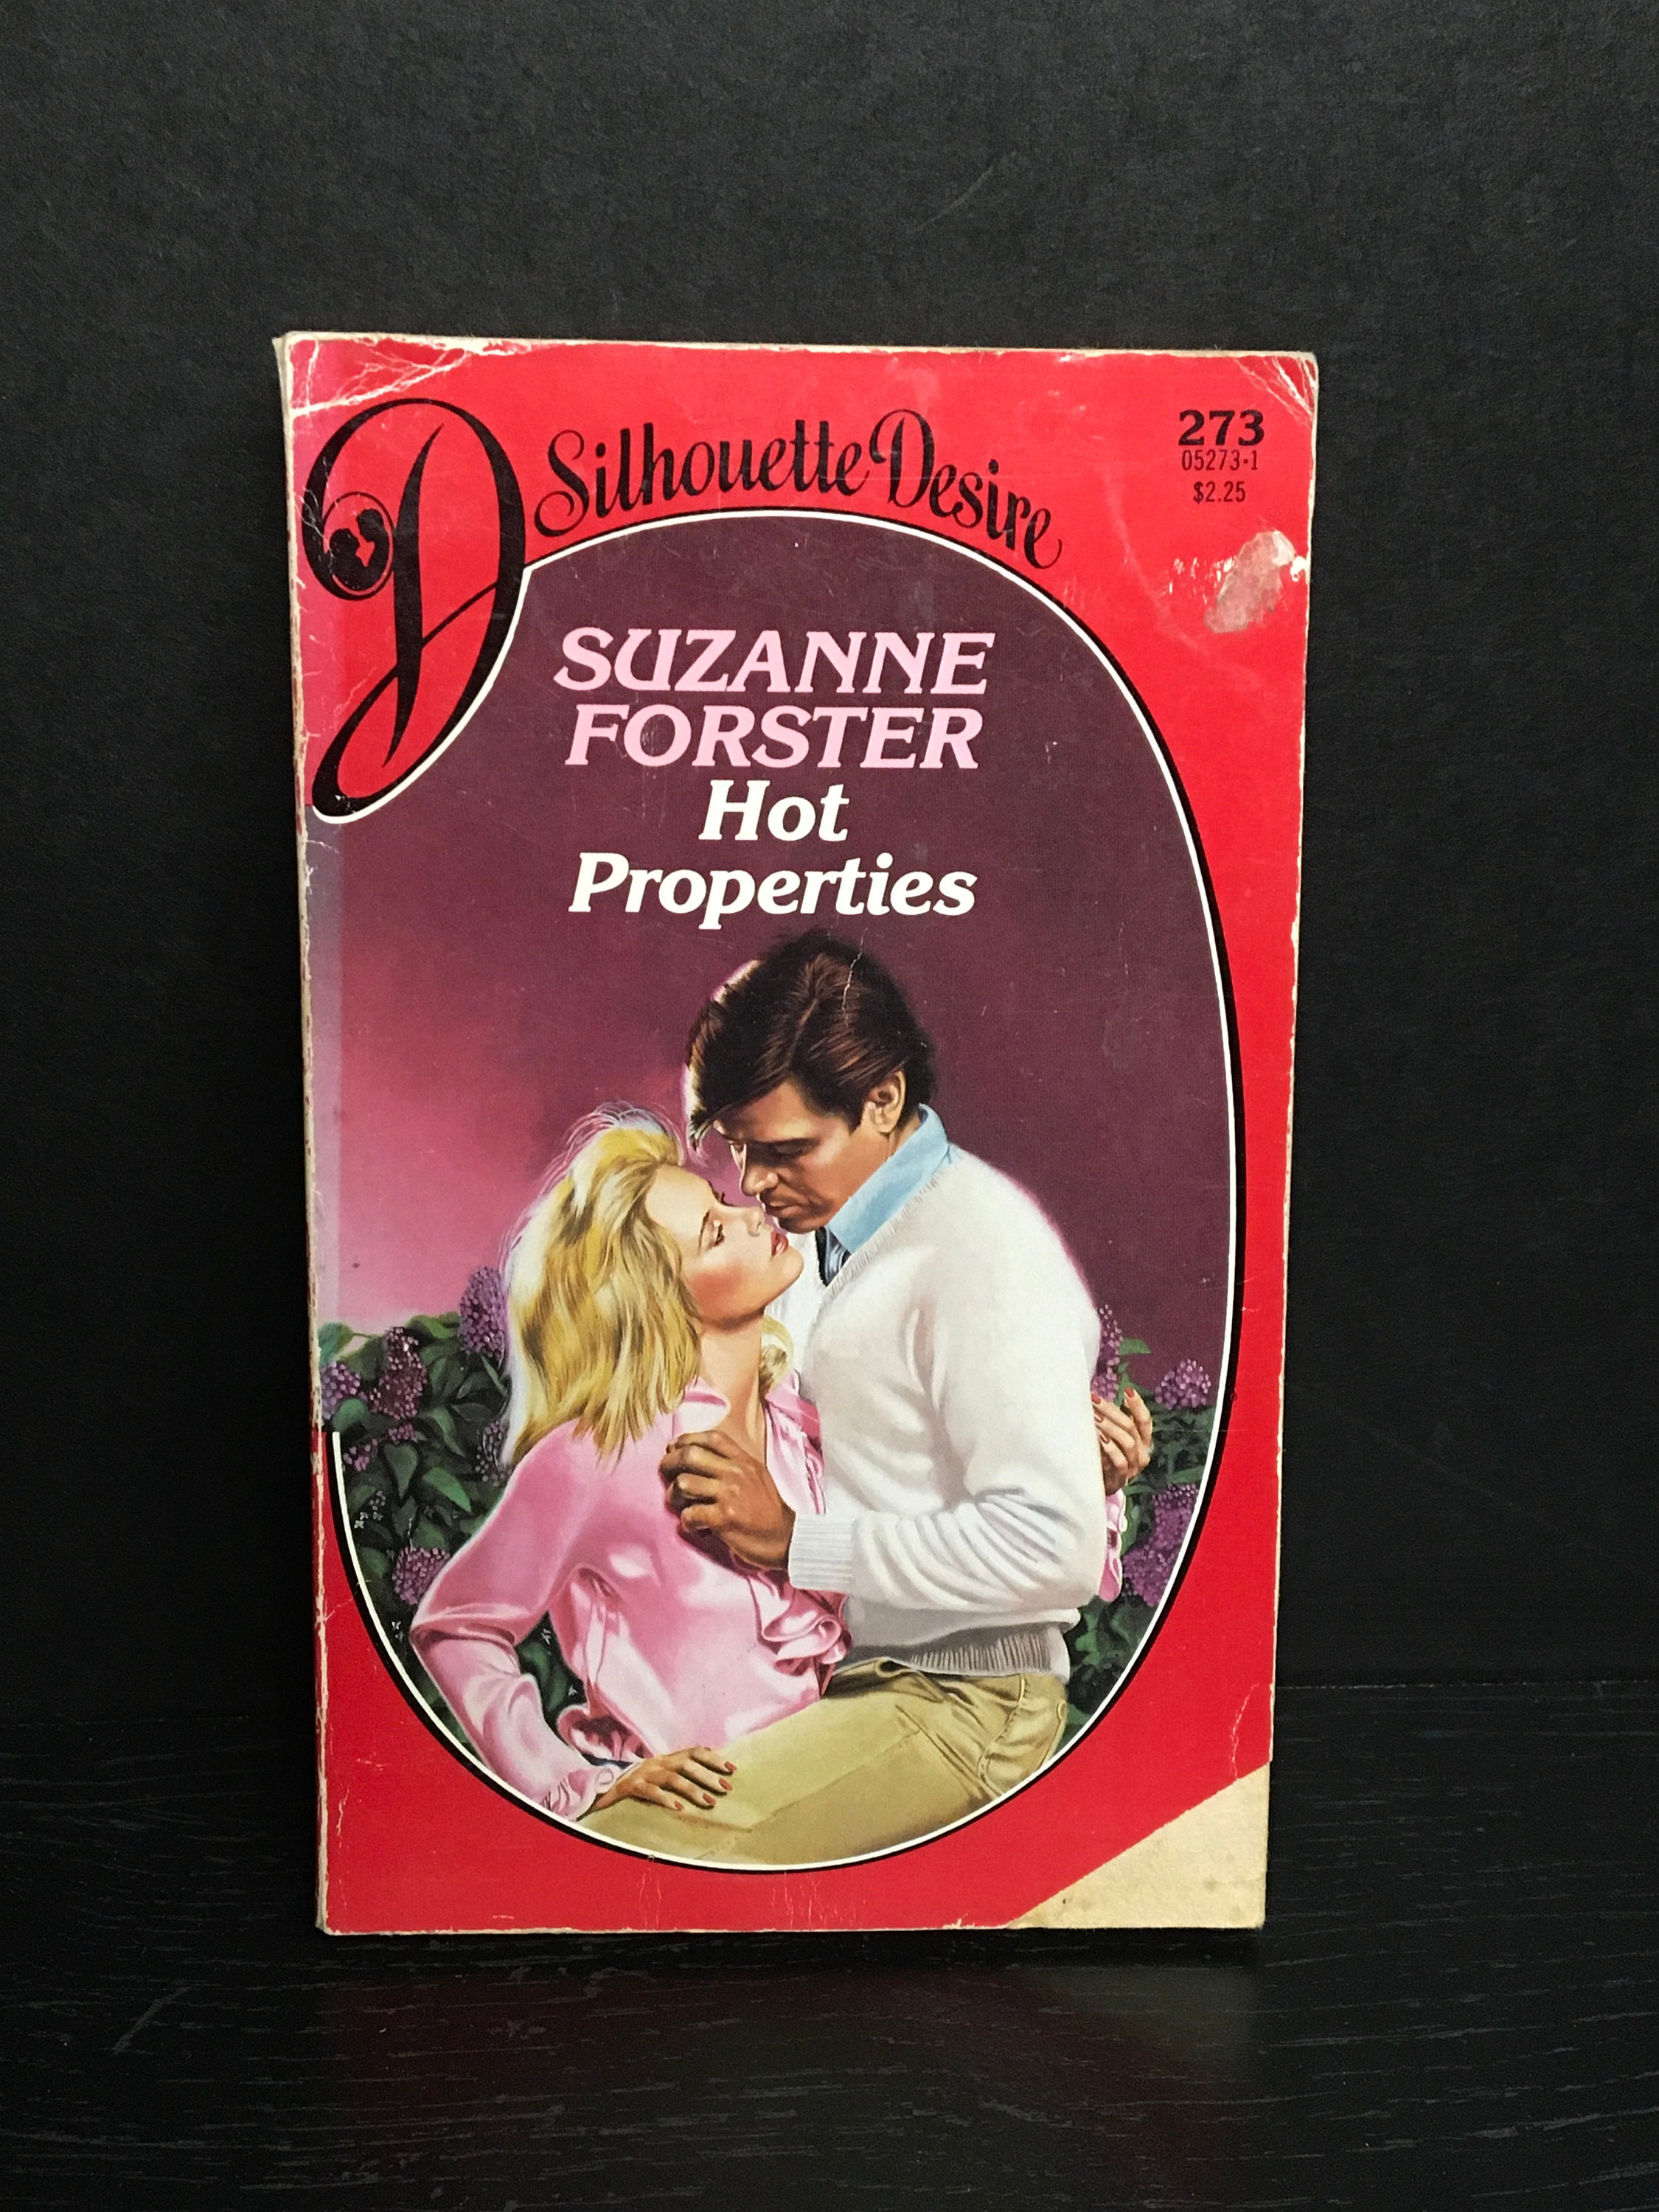 D
Silhouette Desire
273
05273-1
$2.25
SUZANNE
FORSTER
Hot
Properties